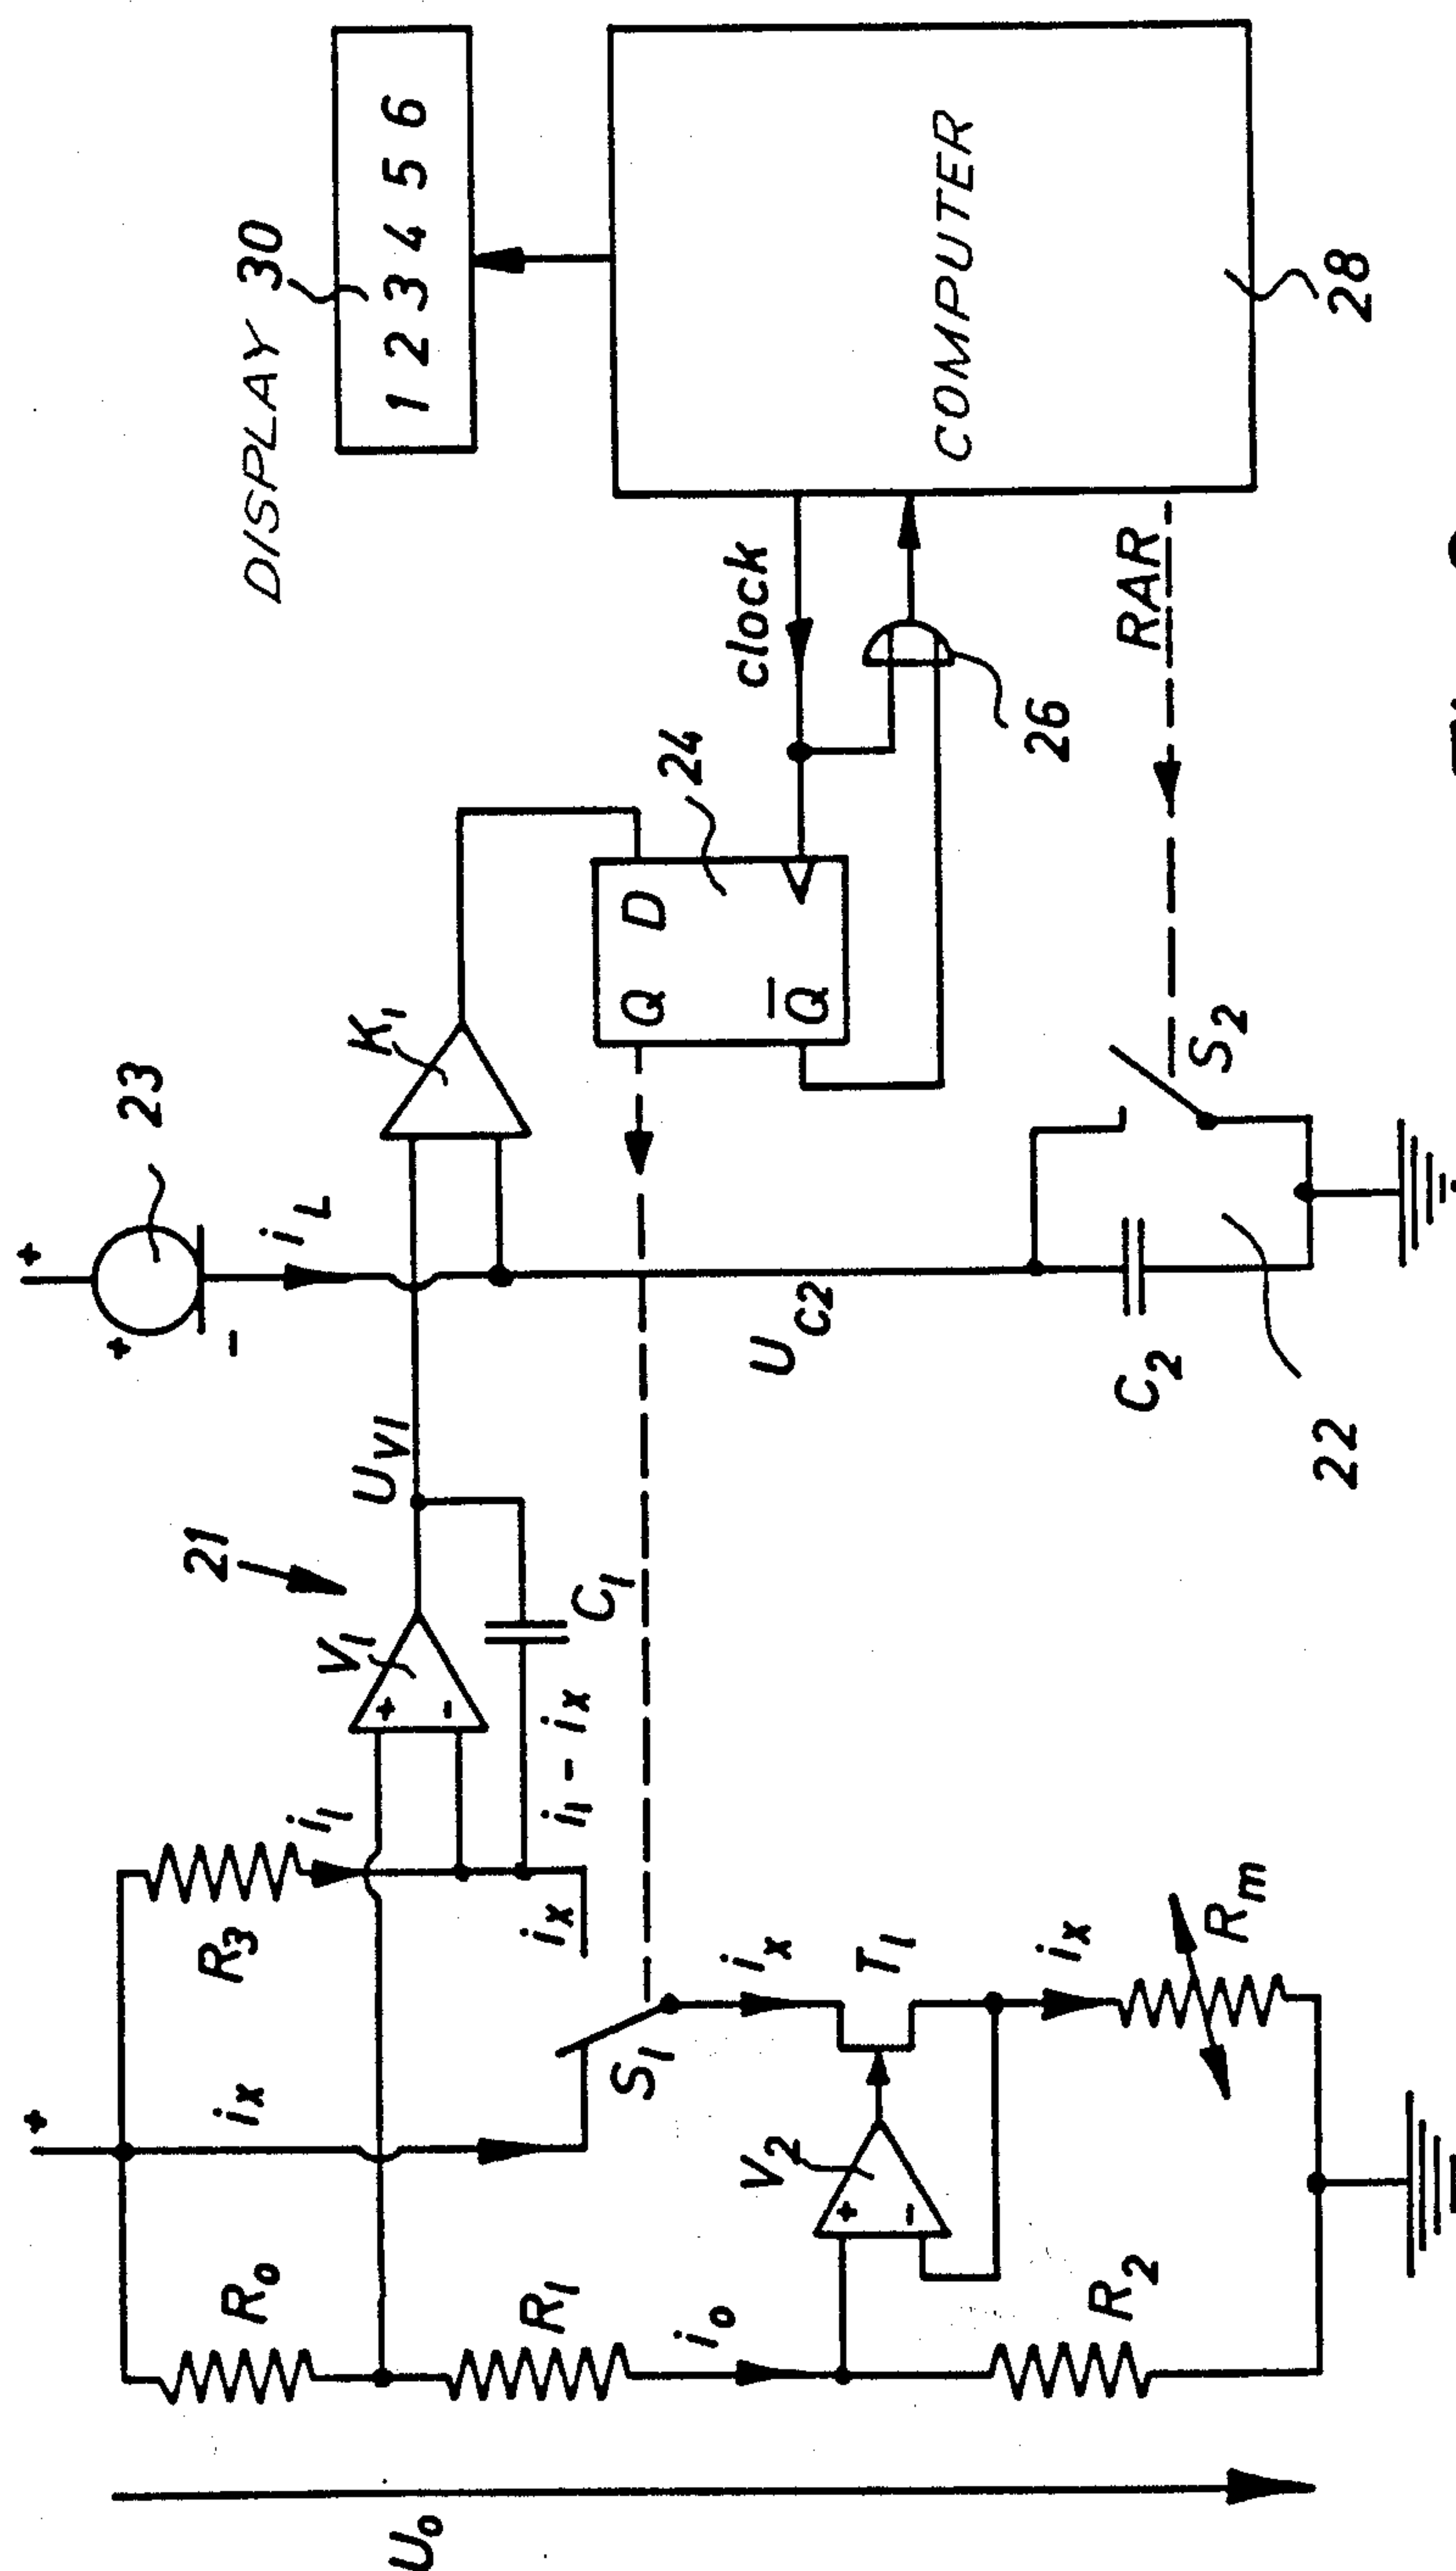 DISPLAY 30
1 2 3 4 5 6
COMPUTER
28
clock
RAR
26
24
D
Q
Q̅
K1
23
+
+
-
iL
UC2
S2
C2
22
UV1
21
V1
+
-
C1
i1 - ix
i1
R3
ix
+
ix
S1
ix
T1
ix
Rm
V2
+
-
R0
R1
i0
R2
U0